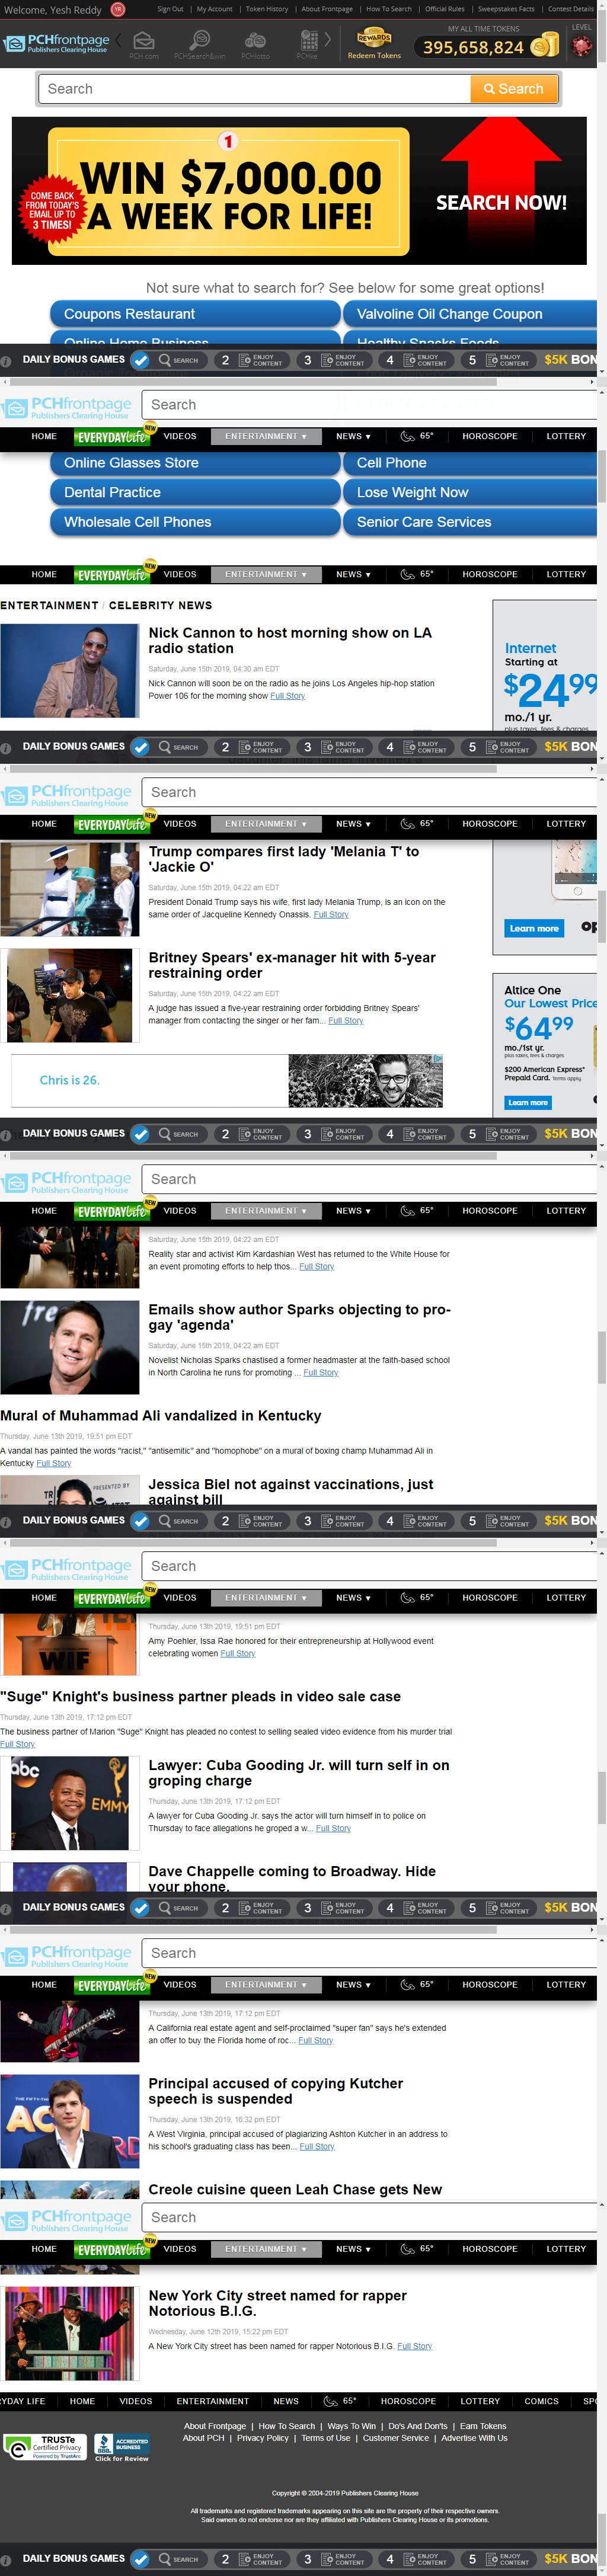 Welcome, Yesh Reddy YR Sign Out | My Account | Token History | About Frontpage | How To Search | Official Rules | Sweepstakes Facts | Contest Details
PCHfrontpage
Publishers Clearing House
PCH.com PCHSearch&win PCHlotto
REWARDS
Redeem Tokens
MY ALL TIME TOKENS
395,658,824
LEVEL
Search Search
1
WIN $7,000.00
A WEEK FOR LIFE!
COME BACK
FROM TODAY'S
EMAIL UP TO
3 TIMES!
SEARCH NOW!
Not sure what to search for? See below for some great options!
Coupons Restaurant Valvoline Oil Change Coupon
Online Home Business Healthy Snacks Foods
DAILY BONUS GAMES SEARCH 2 ENJOY CONTENT 3 ENJOY CONTENT 4 ENJOY CONTENT 5 ENJOY CONTENT $5K BON
PCHfrontpage
Publishers Clearing House
Search
HOME EVERYDAYlife NEW VIDEOS ENTERTAINMENT ▼ NEWS ▼ 65° HOROSCOPE LOTTERY
Online Glasses Store Cell Phone
Dental Practice Lose Weight Now
Wholesale Cell Phones Senior Care Services
HOME EVERYDAYlife NEW VIDEOS ENTERTAINMENT ▼ NEWS ▼ 65° HOROSCOPE LOTTERY
ENTERTAINMENT / CELEBRITY NEWS
Nick Cannon to host morning show on LA
radio station
Saturday, June 15th 2019, 04:30 am EDT
Nick Cannon will soon be on the radio as he joins Los Angeles hip-hop station
Power 106 for the morning show Full Story
Internet
Starting at
$24.99
mo./1 yr.
plus taxes, fees & charges
DAILY BONUS GAMES SEARCH 2 ENJOY CONTENT 3 ENJOY CONTENT 4 ENJOY CONTENT 5 ENJOY CONTENT $5K BON
PCHfrontpage
Publishers Clearing House
Search
HOME EVERYDAYlife NEW VIDEOS ENTERTAINMENT ▼ NEWS ▼ 65° HOROSCOPE LOTTERY
Trump compares first lady 'Melania T' to
'Jackie O'
Saturday, June 15th 2019, 04:22 am EDT
President Donald Trump says his wife, first lady Melania Trump, is an icon on the
same order of Jacqueline Kennedy Onassis. Full Story
Learn more op
Britney Spears' ex-manager hit with 5-year
restraining order
Saturday, June 15th 2019, 04:22 am EDT
A judge has issued a five-year restraining order forbidding Britney Spears'
manager from contacting the singer or her fam... Full Story
Altice One
Our Lowest Price
$64.99
mo./1st yr.
plus taxes, fees & charges
$200 American Express*
Prepaid Card. Terms apply.
Learn more
Chris is 26.
DAILY BONUS GAMES SEARCH 2 ENJOY CONTENT 3 ENJOY CONTENT 4 ENJOY CONTENT 5 ENJOY CONTENT $5K BON
PCHfrontpage
Publishers Clearing House
Search
HOME EVERYDAYlife NEW VIDEOS ENTERTAINMENT ▼ NEWS ▼ 65° HOROSCOPE LOTTERY
Saturday, June 15th 2019, 04:22 am EDT
Reality star and activist Kim Kardashian West has returned to the White House for
an event promoting efforts to help thos... Full Story
Emails show author Sparks objecting to pro-
gay 'agenda'
Saturday, June 15th 2019, 04:22 am EDT
Novelist Nicholas Sparks chastised a former headmaster at the faith-based school
in North Carolina he runs for promoting ... Full Story
Mural of Muhammad Ali vandalized in Kentucky
Thursday, June 13th 2019, 19:51 pm EDT
A vandal has painted the words "racist," "antisemitic" and "homophobe" on a mural of boxing champ Muhammad Ali in
Kentucky Full Story
PRESENTED BY
Jessica Biel not against vaccinations, just
against bill
DAILY BONUS GAMES SEARCH 2 ENJOY CONTENT 3 ENJOY CONTENT 4 ENJOY CONTENT 5 ENJOY CONTENT $5K BON
PCHfrontpage
Publishers Clearing House
Search
HOME EVERYDAYlife NEW VIDEOS ENTERTAINMENT ▼ NEWS ▼ 65° HOROSCOPE LOTTERY
WIF
Thursday, June 13th 2019, 19:51 pm EDT
Amy Poehler, Issa Rae honored for their entrepreneurship at Hollywood event
celebrating women Full Story
"Suge" Knight's business partner pleads in video sale case
Thursday, June 13th 2019, 17:12 pm EDT
The business partner of Marion "Suge" Knight has pleaded no contest to selling sealed video evidence from his murder trial
Full Story
abc
EMMY
Lawyer: Cuba Gooding Jr. will turn self in on
groping charge
Thursday, June 13th 2019, 17:12 pm EDT
A lawyer for Cuba Gooding Jr. says the actor will turn himself in to police on
Thursday to face allegations he groped a w... Full Story
Dave Chappelle coming to Broadway. Hide
your phone.
DAILY BONUS GAMES SEARCH 2 ENJOY CONTENT 3 ENJOY CONTENT 4 ENJOY CONTENT 5 ENJOY CONTENT $5K BON
PCHfrontpage
Publishers Clearing House
Search
HOME EVERYDAYlife NEW VIDEOS ENTERTAINMENT ▼ NEWS ▼ 65° HOROSCOPE LOTTERY
Thursday, June 13th 2019, 17:12 pm EDT
A California real estate agent and self-proclaimed "super fan" says he's extended
an offer to buy the Florida home of roc... Full Story
Principal accused of copying Kutcher
speech is suspended
Thursday, June 13th 2019, 16:32 pm EDT
A West Virginia, principal accused of plagiarizing Ashton Kutcher in an address to
his school's graduating class has been... Full Story
Creole cuisine queen Leah Chase gets New
PCHfrontpage
Publishers Clearing House
Search
HOME EVERYDAYlife NEW VIDEOS ENTERTAINMENT ▼ NEWS ▼ 65° HOROSCOPE LOTTERY
New York City street named for rapper
Notorious B.I.G.
Wednesday, June 12th 2019, 15:22 pm EDT
A New York City street has been named for rapper Notorious B.I.G. Full Story
RYDAY LIFE HOME VIDEOS ENTERTAINMENT NEWS 65° HOROSCOPE LOTTERY COMICS SPO
About Frontpage | How To Search | Ways To Win | Do's And Don'ts | Earn Tokens
About PCH | Privacy Policy | Terms of Use | Customer Service | Advertise With Us
TRUSTe
Certified Privacy
Powered by TrustArc
BBB
ACCREDITED
BUSINESS
Click for Review
Copyright © 2004-2019 Publishers Clearing House
All trademarks and registered trademarks appearing on this site are the property of their respective owners.
Said owners do not endorse nor are they affiliated with Publishers Clearing House or its promotions.
DAILY BONUS GAMES SEARCH 2 ENJOY CONTENT 3 ENJOY CONTENT 4 ENJOY CONTENT 5 ENJOY CONTENT $5K BON